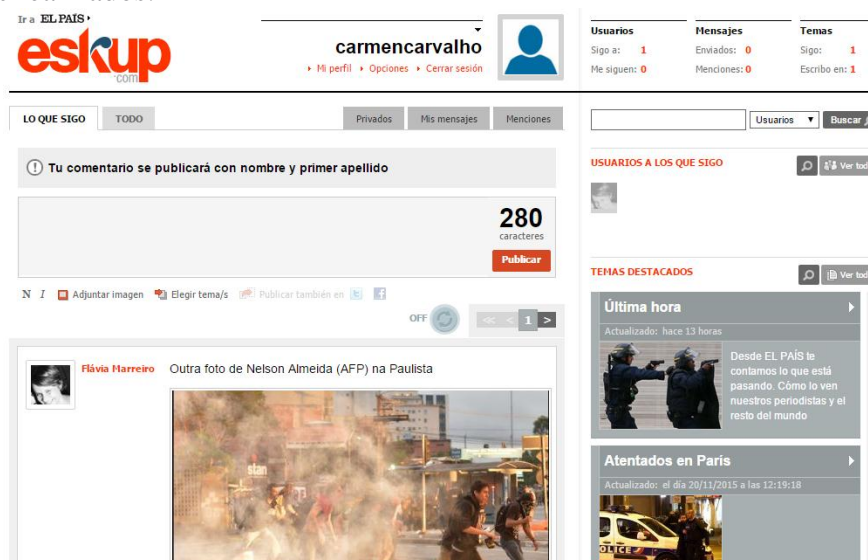 Ir a EL PAÍS
eskup
.com
carmencarvalho
Mi perfil Opciones Cerrar sesión
Usuarios
Sigo a: 1
Me siguen: 0
Mensajes
Enviados: 0
Menciones: 0
Temas
Sigo: 1
Escribo en: 1
LO QUE SIGO TODO Privados Mis mensajes Menciones
Usuarios Buscar
Tu comentario se publicará con nombre y primer apellido
280
caracteres
Publicar
N I Adjuntar imagen Elegir tema/s Publicar también en
OFF << < 1 >
USUARIOS A LOS QUE SIGO
Ver tod
TEMAS DESTACADOS
Ver tod
Última hora
Actualizado: hace 13 horas
Desde EL PAÍS te
contamos lo que está
pasando. Cómo lo ven
nuestros periodistas y el
resto del mundo
Flávia Marreiro Outra foto de Nelson Almeida (AFP) na Paulista
stan
Atentados en París
Actualizado: el día 20/11/2015 a las 12:19:18
POLICE